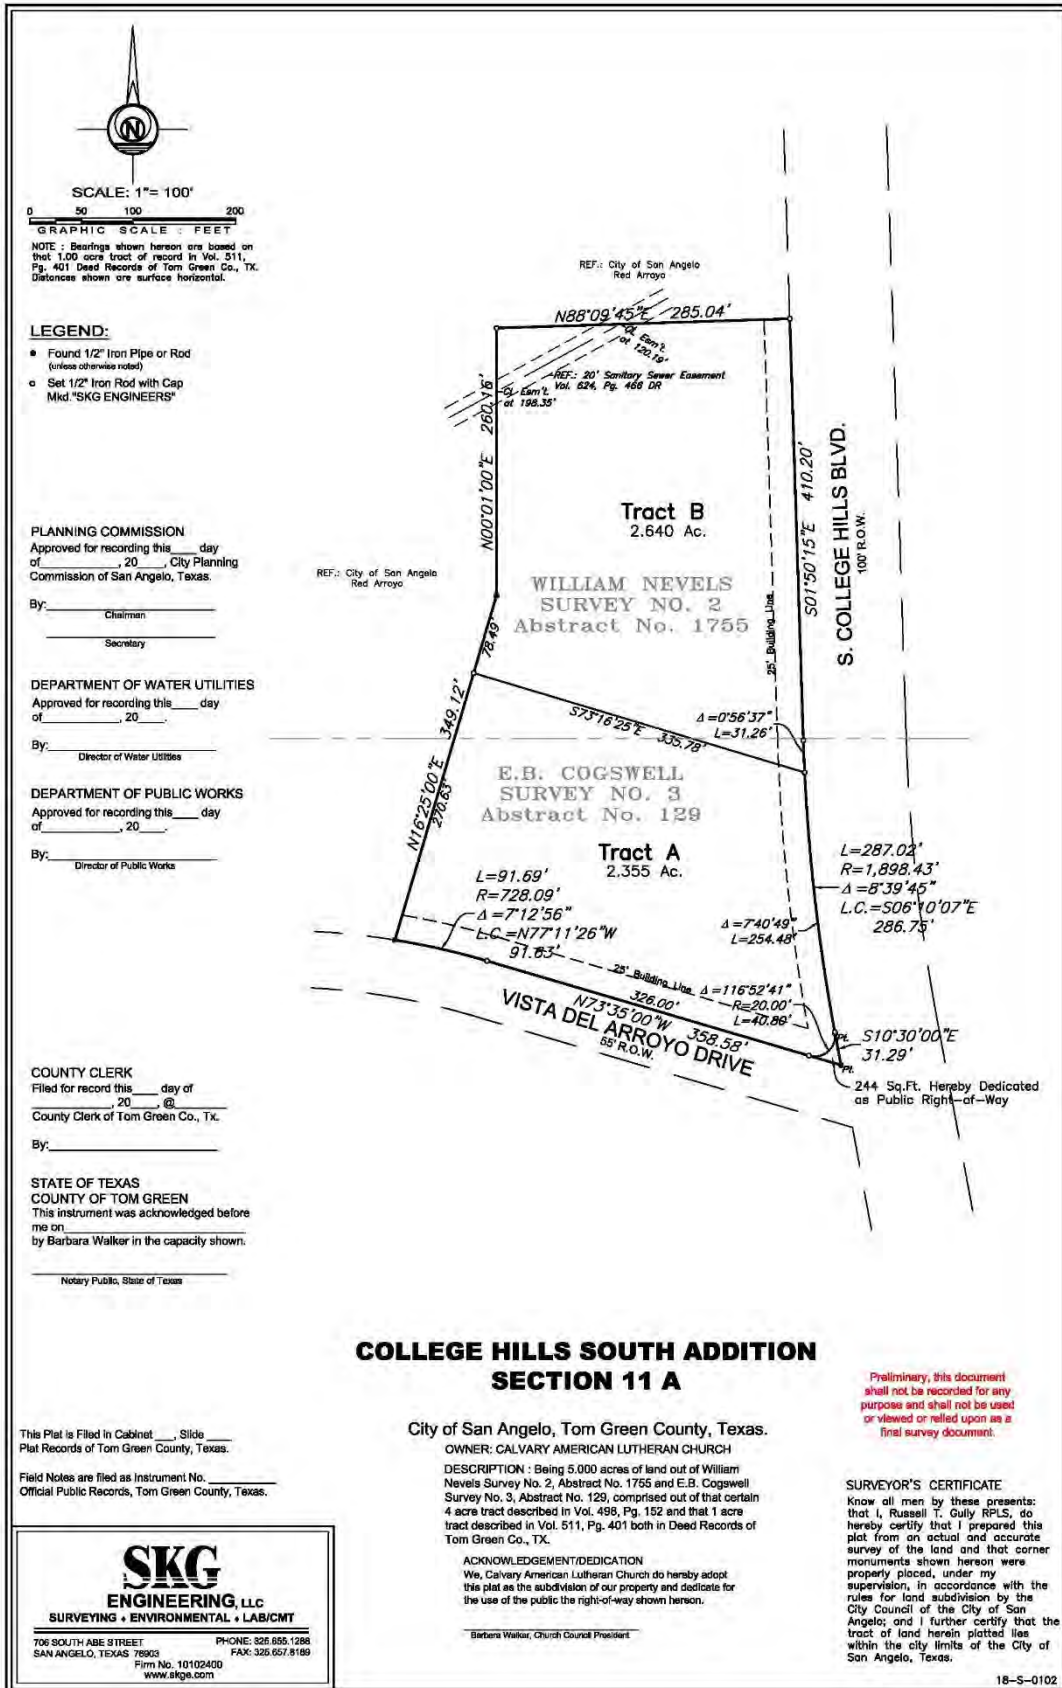 N
SCALE: 1"= 100'
0 50 100 200
GRAPHIC SCALE : FEET
NOTE : Bearings shown hereon are based on
that 1.00 acre tract of record in Vol. 511,
Pg. 401 Deed Records of Tom Green Co., TX.
Distances shown are surface horizontal.
LEGEND:
Found 1/2" Iron Pipe or Rod
(unless otherwise noted)
Set 1/2" Iron Rod with Cap
Mkd."SKG ENGINEERS"
PLANNING COMMISSION
Approved for recording this____ day
of____________, 20____, City Planning
Commission of San Angelo, Texas.
By:
Chairman
Secretary
DEPARTMENT OF WATER UTILITIES
Approved for recording this____ day
of____________, 20____.
By:
Director of Water Utilities
DEPARTMENT OF PUBLIC WORKS
Approved for recording this____ day
of____________, 20____.
By:
Director of Public Works
COUNTY CLERK
Filed for record this____ day of
____________, 20____, @________
County Clerk of Tom Green Co., Tx.
By:
STATE OF TEXAS
COUNTY OF TOM GREEN
This instrument was acknowledged before
me on
by Barbara Walker in the capacity shown.
Notary Public, State of Texas
This Plat is Filed in Cabinet ___, Slide ____
Plat Records of Tom Green County, Texas.
Field Notes are filed as Instrument No. __________
Official Public Records, Tom Green County, Texas.
SKG
ENGINEERING, LLC
SURVEYING • ENVIRONMENTAL • LAB/CMT
706 SOUTH ABE STREET
SAN ANGELO, TEXAS 76903
PHONE: 325.655.1288
FAX: 325.657.8189
Firm No. 10102400
www.skge.com
REF.: City of San Angelo
Red Arroyo
N88°09'45"E 285.04'
CL Esm't.
at 120.19'
REF.: 20' Sanitary Sewer Easement
Vol. 624, Pg. 466 DR
CL Esm't.
at 198.35'
N00°01'00"E 260.16'
Tract B
2.640 Ac.
S01°50'15"E 410.20'
S. COLLEGE HILLS BLVD.
100' R.O.W.
REF.: City of San Angelo
Red Arroyo
WILLIAM NEVELS
SURVEY NO. 2
Abstract No. 1755
25' Building Line
78.49'
S73°16'25"E 335.78'
Δ=0°56'37"
L=31.26'
N16°25'00"E 349.12'
270.63'
E.B. COGSWELL
SURVEY NO. 3
Abstract No. 129
Tract A
2.355 Ac.
L=287.02'
R=1,898.43'
Δ=8°39'45"
L.C.=S06°10'07"E
286.75'
L=91.69'
R=728.09'
Δ=7°12'56"
L.C.=N77°11'26"W
91.63'
Δ=7°40'49"
L=254.48'
25' Building Line
Δ=116°52'41"
R=20.00'
L=40.80'
326.00'
N73°35'00"W 358.58'
VISTA DEL ARROYO DRIVE
55' R.O.W.
Pt.
S10°30'00"E
31.29'
Pt.
244 Sq.Ft. Hereby Dedicated
as Public Right-of-Way
COLLEGE HILLS SOUTH ADDITION
SECTION 11 A
City of San Angelo, Tom Green County, Texas.
OWNER: CALVARY AMERICAN LUTHERAN CHURCH
DESCRIPTION : Being 5.000 acres of land out of William
Nevels Survey No. 2, Abstract No. 1755 and E.B. Cogswell
Survey No. 3, Abstract No. 129, comprised out of that certain
4 acre tract described in Vol. 498, Pg. 152 and that 1 acre
tract described in Vol. 511, Pg. 401 both in Deed Records of
Tom Green Co., TX.
ACKNOWLEDGEMENT/DEDICATION
We, Calvary American Lutheran Church do hereby adopt
this plat as the subdivision of our property and dedicate for
the use of the public the right-of-way shown hereon.
Barbara Walker, Church Council President
Preliminary, this document
shall not be recorded for any
purpose and shall not be used
or viewed or relied upon as a
final survey document.
SURVEYOR'S CERTIFICATE
Know all men by these presents:
that I, Russell T. Gully RPLS, do
hereby certify that I prepared this
plat from an actual and accurate
survey of the land and that corner
monuments shown hereon were
properly placed, under my
supervision, in accordance with the
rules for land subdivision by the
City Council of the City of San
Angelo; and I further certify that the
tract of land herein platted lies
within the city limits of the City of
San Angelo, Texas.
18-S-0102